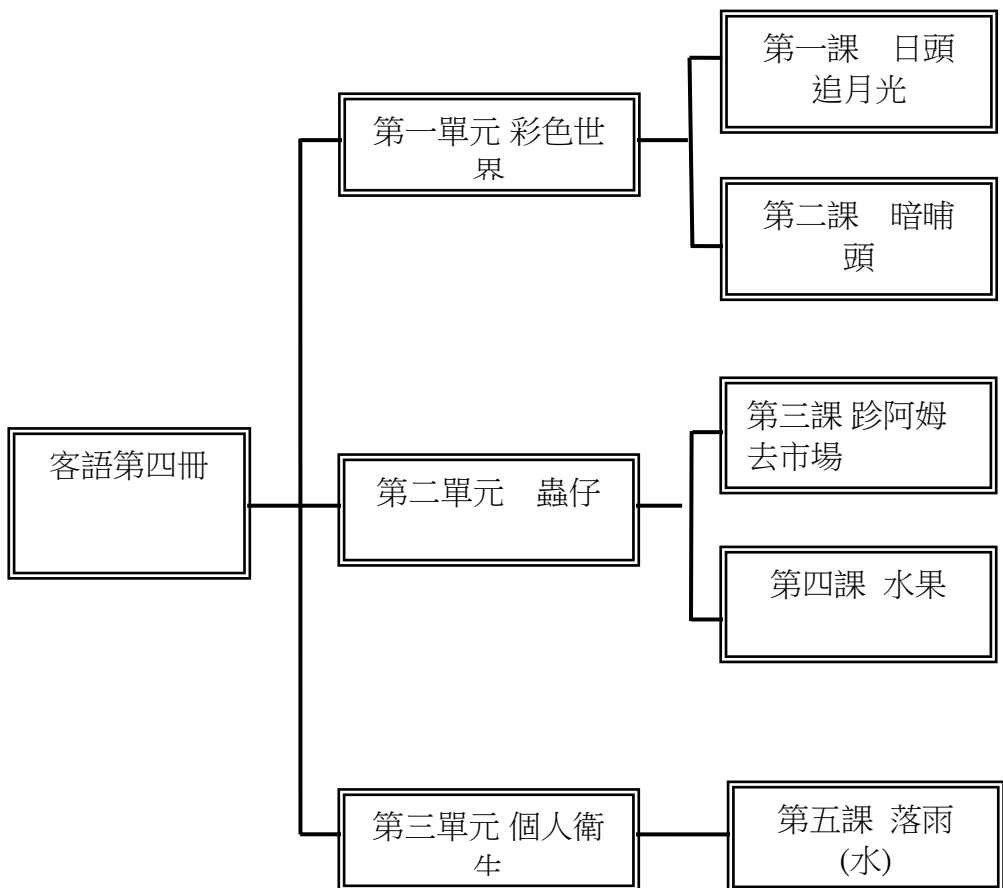 客語第四冊
第一單元 彩色世
界
第一課　日頭
追月光
第二課　暗晡
頭
第二單元　蟲仔
第三課 跈阿姆
去市場
第四課 水果
第三單元 個人衛
生
第五課 落雨
(水)